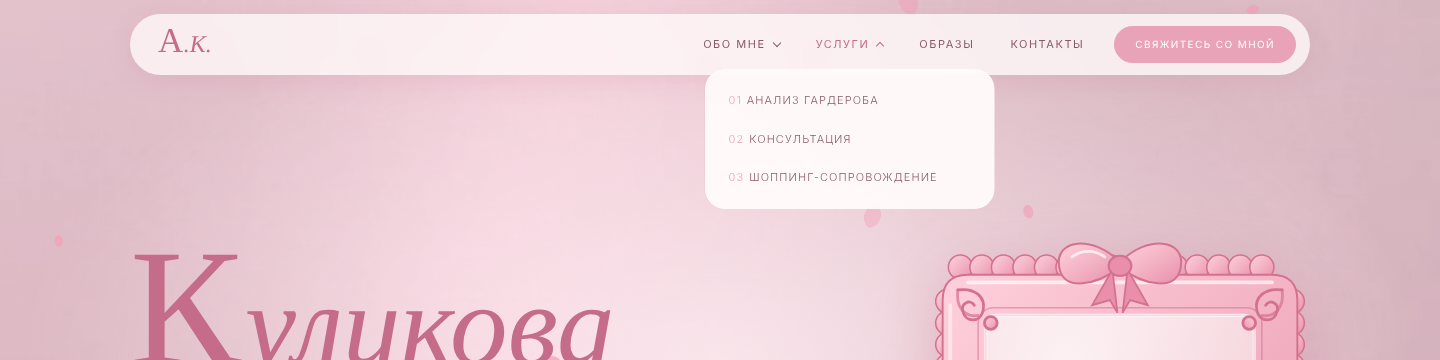 А.К.
ОБО МНЕ
УСЛУГИ
ОБРАЗЫ
КОНТАКТЫ
СВЯЖИТЕСЬ СО МНОЙ
01 АНАЛИЗ ГАРДЕРОБА
02 КОНСУЛЬТАЦИЯ
03 ШОППИНГ-СОПРОВОЖДЕНИЕ
Куликова